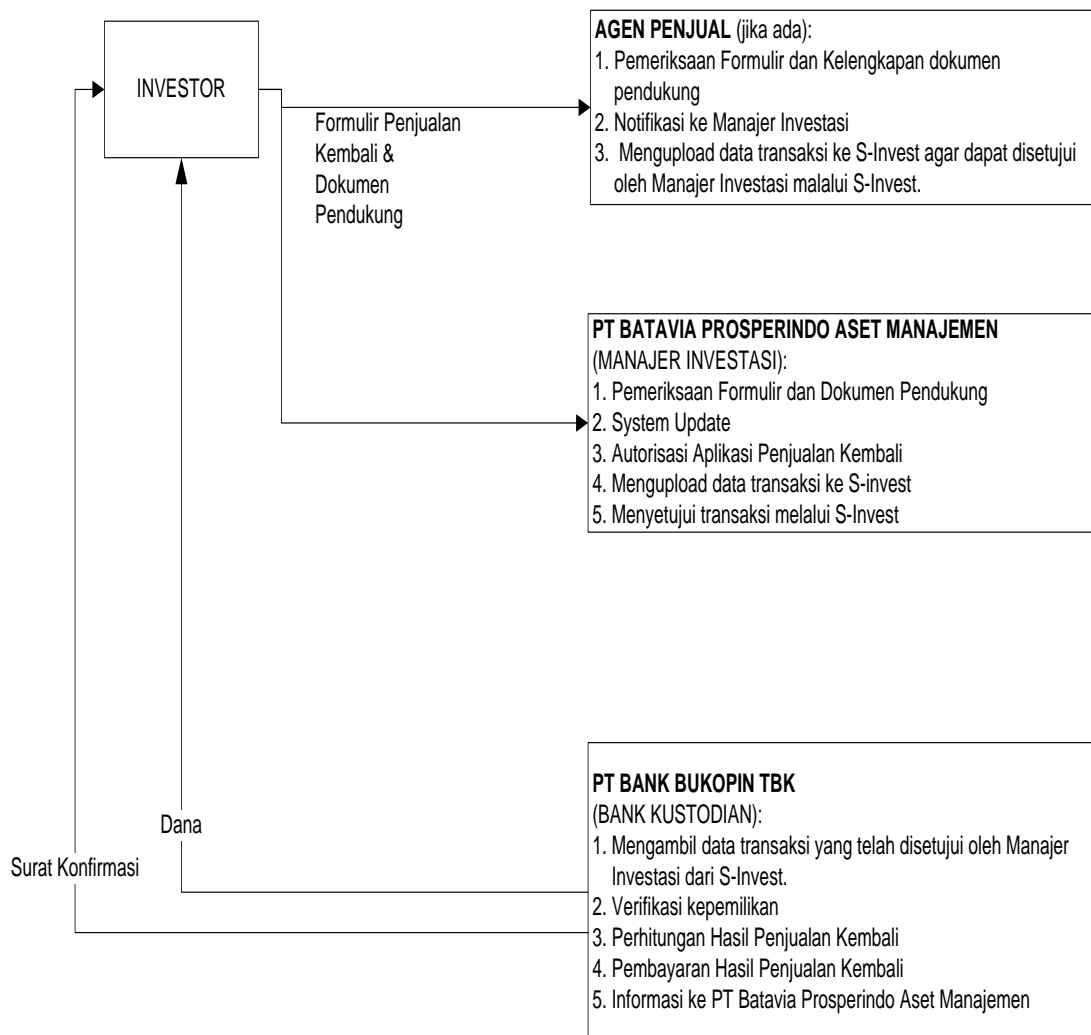 INVESTOR
Formulir Penjualan
Kembali &
Dokumen
Pendukung
AGEN PENJUAL (jika ada):
1. Pemeriksaan Formulir dan Kelengkapan dokumen
pendukung
2. Notifikasi ke Manajer Investasi
3. Mengupload data transaksi ke S-Invest agar dapat disetujui
oleh Manajer Investasi malalui S-Invest.
PT BATAVIA PROSPERINDO ASET MANAJEMEN
(MANAJER INVESTASI):
1. Pemeriksaan Formulir dan Dokumen Pendukung
2. System Update
3. Autorisasi Aplikasi Penjualan Kembali
4. Mengupload data transaksi ke S-invest
5. Menyetujui transaksi melalui S-Invest
Dana
Surat Konfirmasi
PT BANK BUKOPIN TBK
(BANK KUSTODIAN):
1. Mengambil data transaksi yang telah disetujui oleh Manajer
Investasi dari S-Invest.
2. Verifikasi kepemilikan
3. Perhitungan Hasil Penjualan Kembali
4. Pembayaran Hasil Penjualan Kembali
5. Informasi ke PT Batavia Prosperindo Aset Manajemen